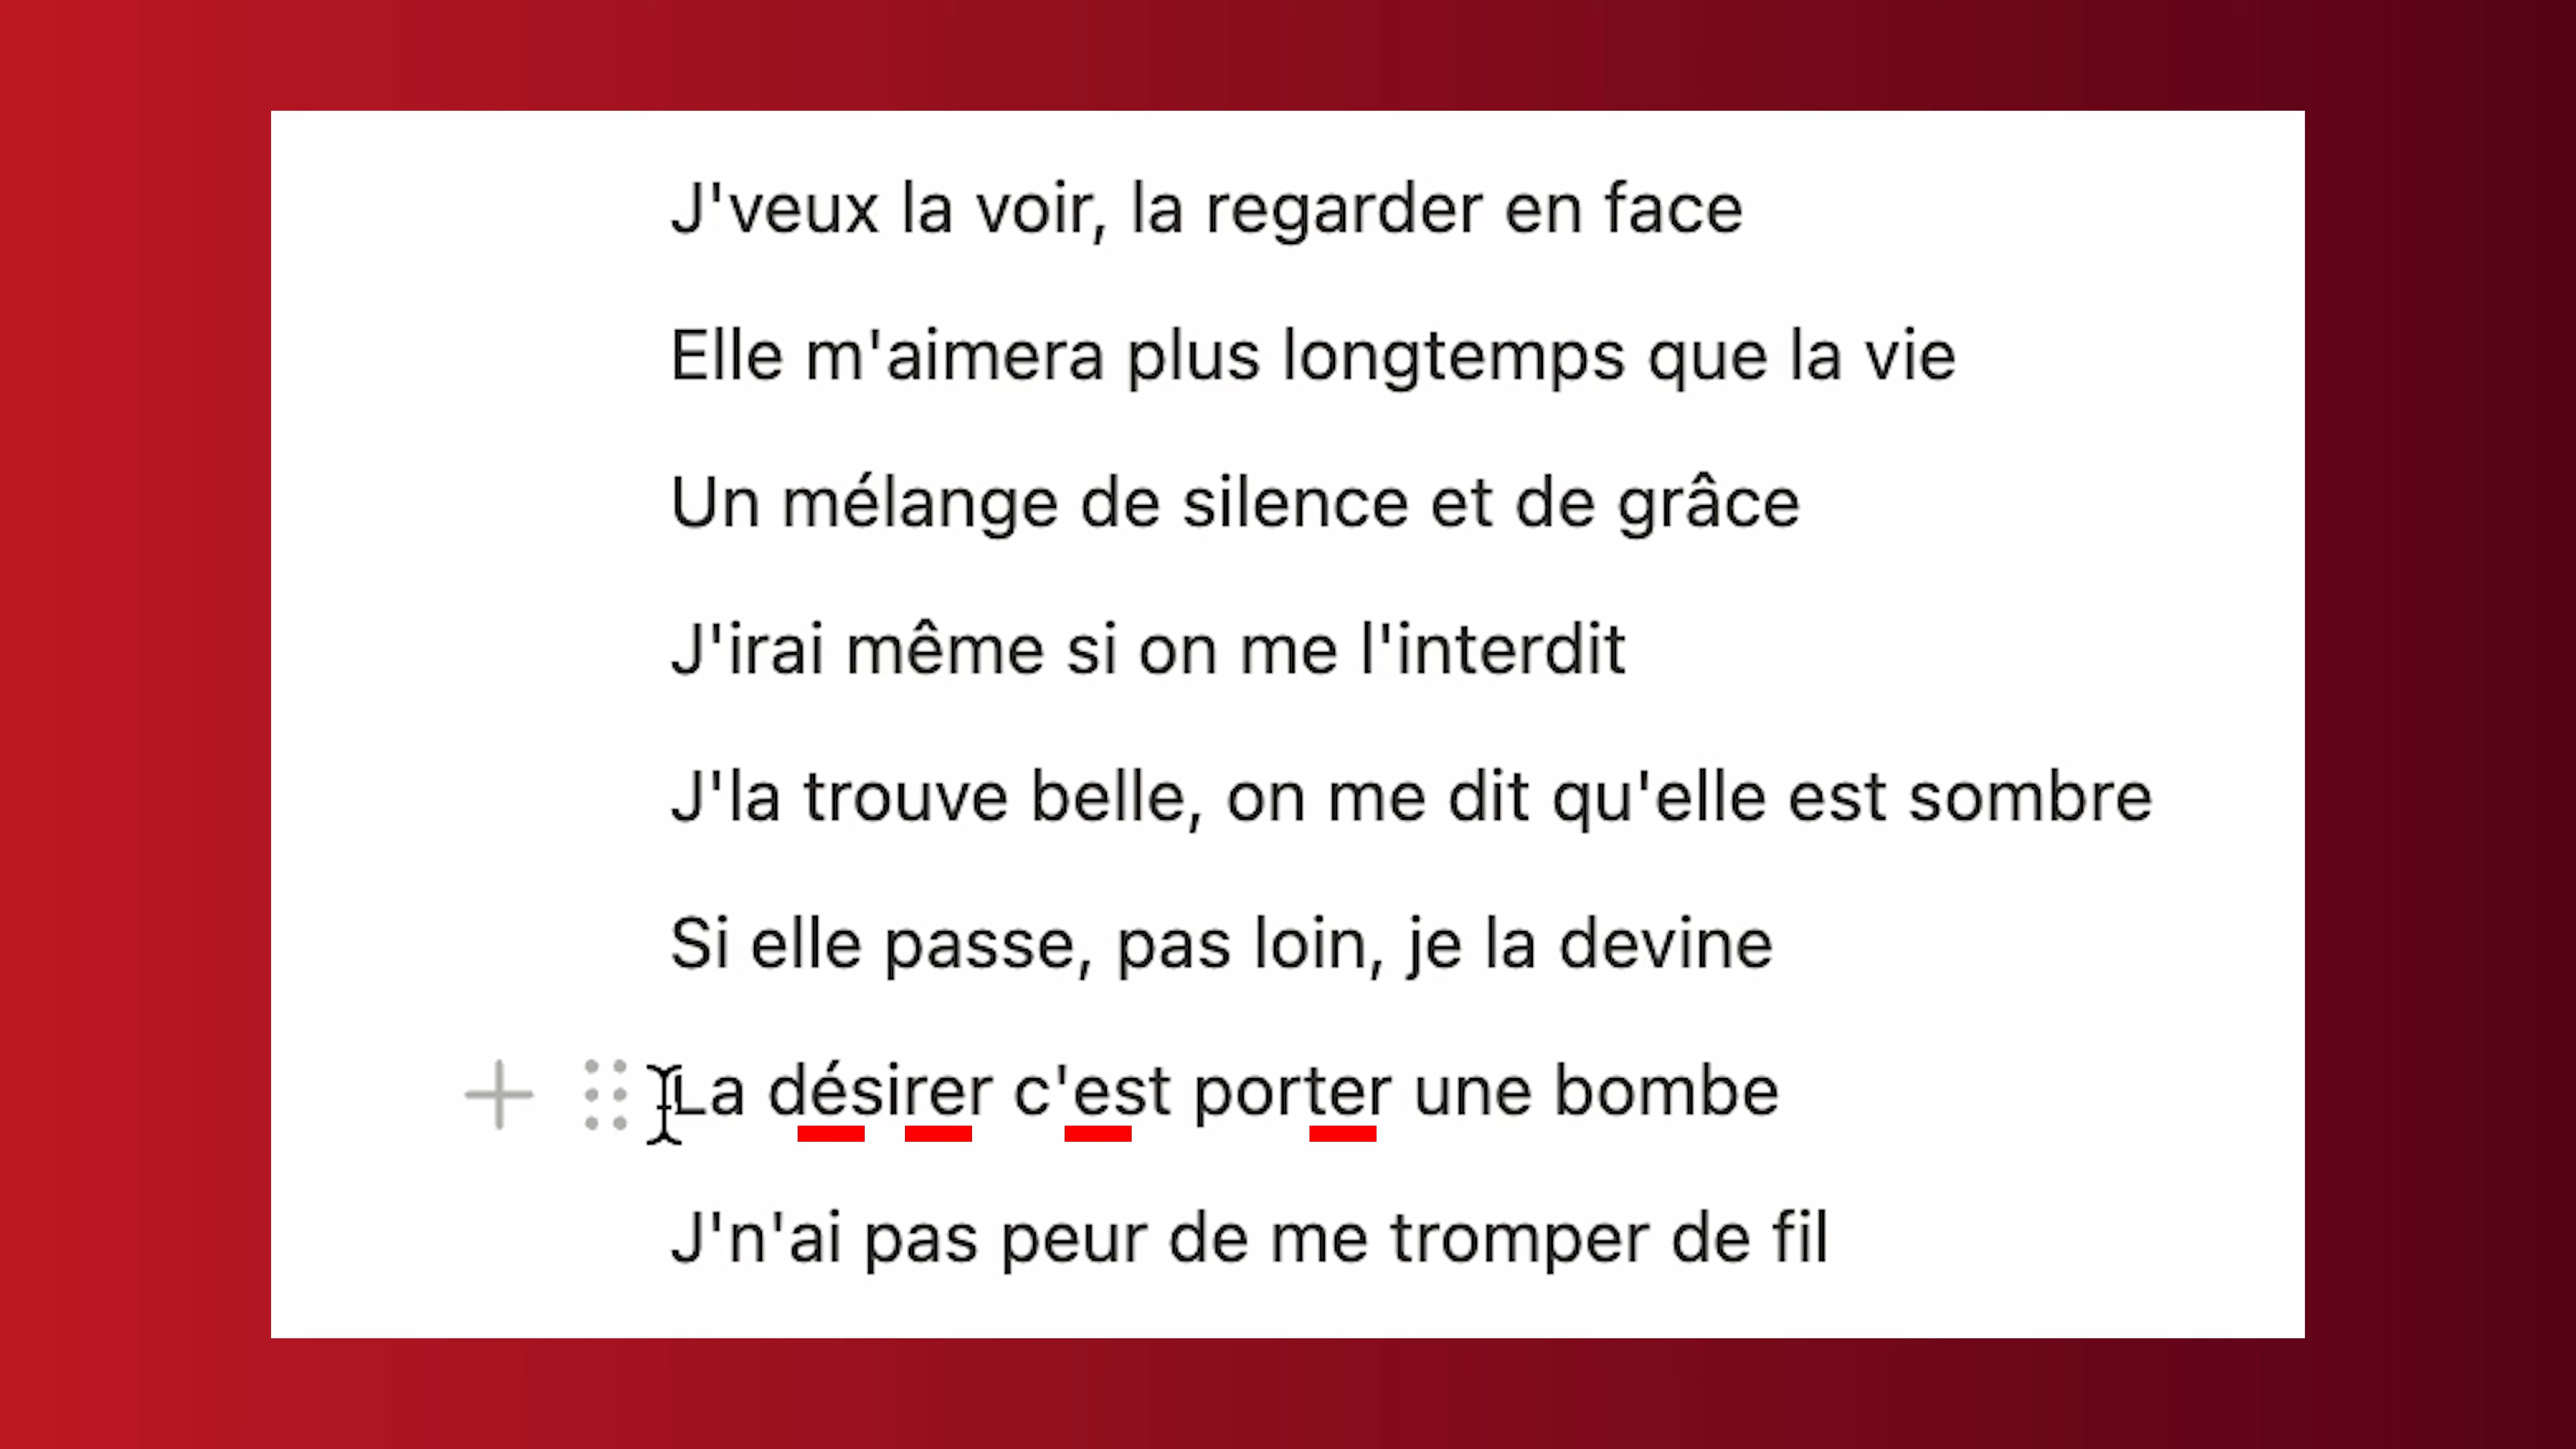 J'veux la voir, la regarder en face
Elle m'aimera plus longtemps que la vie
Un mélange de silence et de grâce
J'irai même si on me l'interdit
J'la trouve belle, on me dit qu'elle est sombre
Si elle passe, pas loin, je la devine
La désirer c'est porter une bombe
J'n'ai pas peur de me tromper de fil